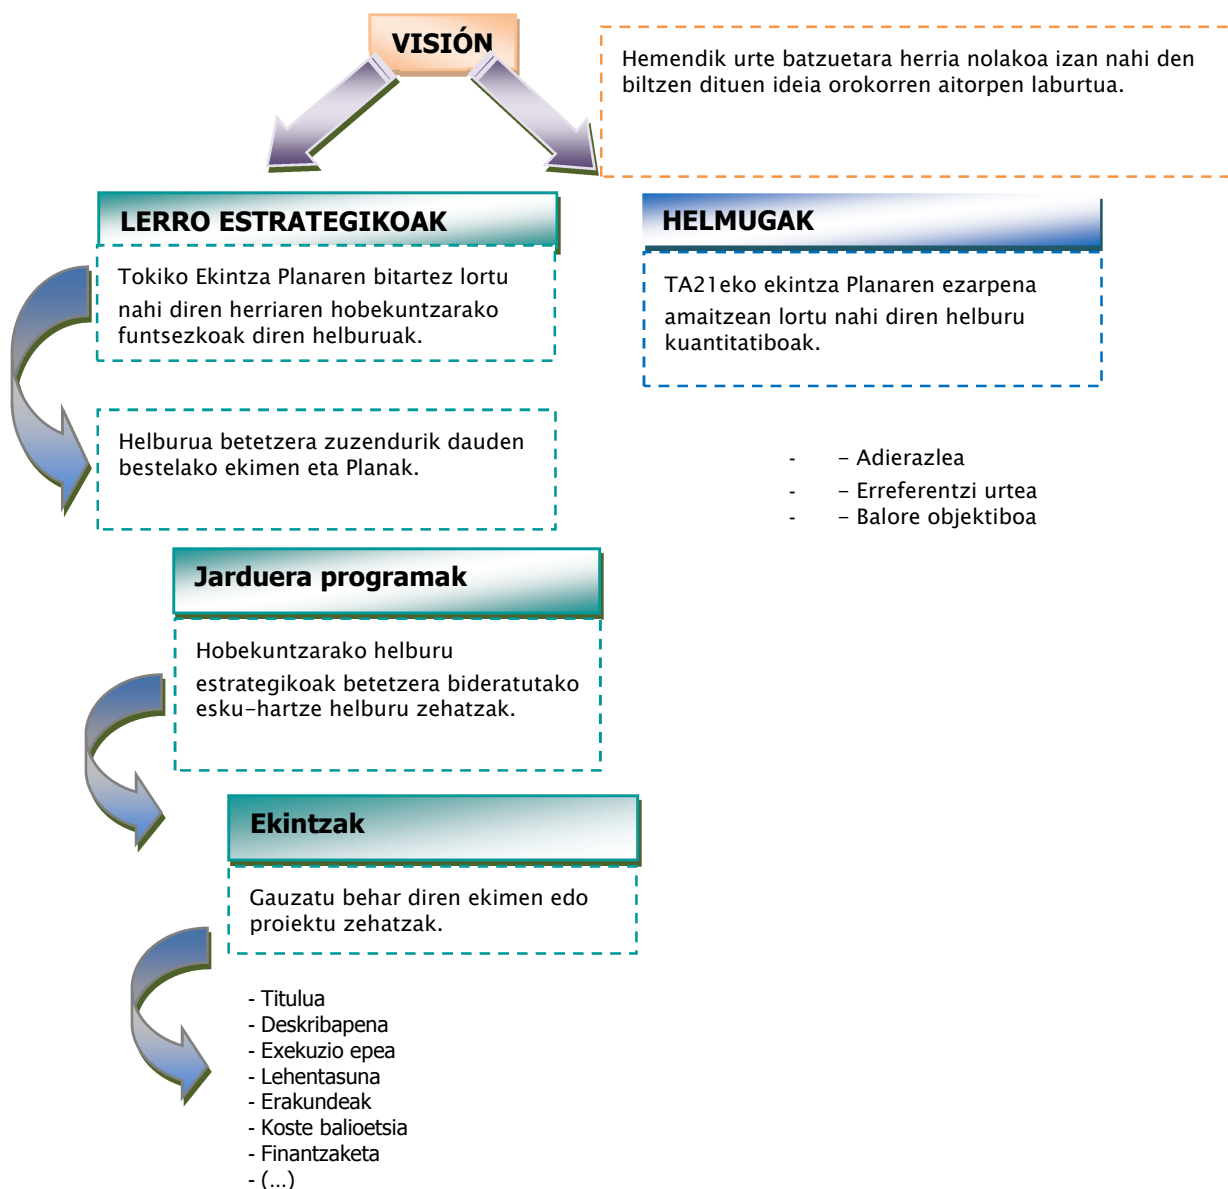 VISIÓN
Hemendik urte batzuetara herria nolakoa izan nahi den
biltzen dituen ideia orokorren aitorpen laburtua.
LERRO ESTRATEGIKOAK
Tokiko Ekintza Planaren bitartez lortu
nahi diren herriaren hobekuntzarako
funtsezkoak diren helburuak.
Helburua betetzera zuzendurik dauden
bestelako ekimen eta Planak.
HELMUGAK
TA21eko ekintza Planaren ezarpena
amaitzean lortu nahi diren helburu
kuantitatiboak.
- – Adierazlea
- – Erreferentzi urtea
- – Balore objektiboa
Jarduera programak
Hobekuntzarako helburu
estrategikoak betetzera bideratutako
esku-hartze helburu zehatzak.
Ekintzak
Gauzatu behar diren ekimen edo
proiektu zehatzak.
- Titulua
- Deskribapena
- Exekuzio epea
- Lehentasuna
- Erakundeak
- Koste balioetsia
- Finantzaketa
- (...)